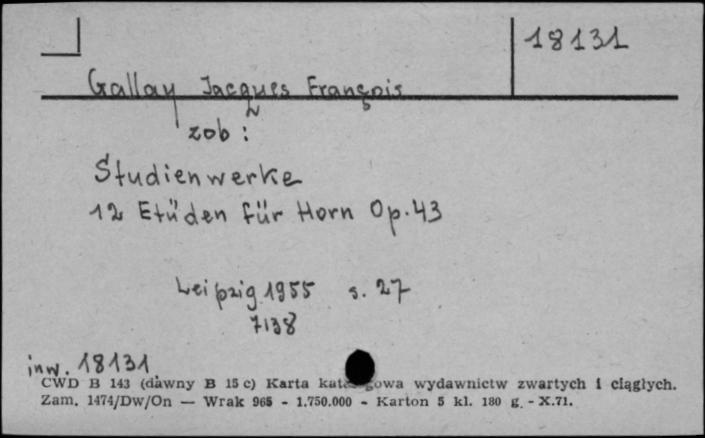 18131
Gallay Jacques François
zob:
Studienwerke
12 Etüden für Horn Op. 43
Leipzig 1955 s. 27
7138
inw. 18131
CWD B 143 (dawny B 15 c) Karta wydawnictw zwartych i ciągłych.
Zam. 1474/Dw/On — Wrak 965 - 1.750.000 - Karton 5 kl. 180 g. - X.71.